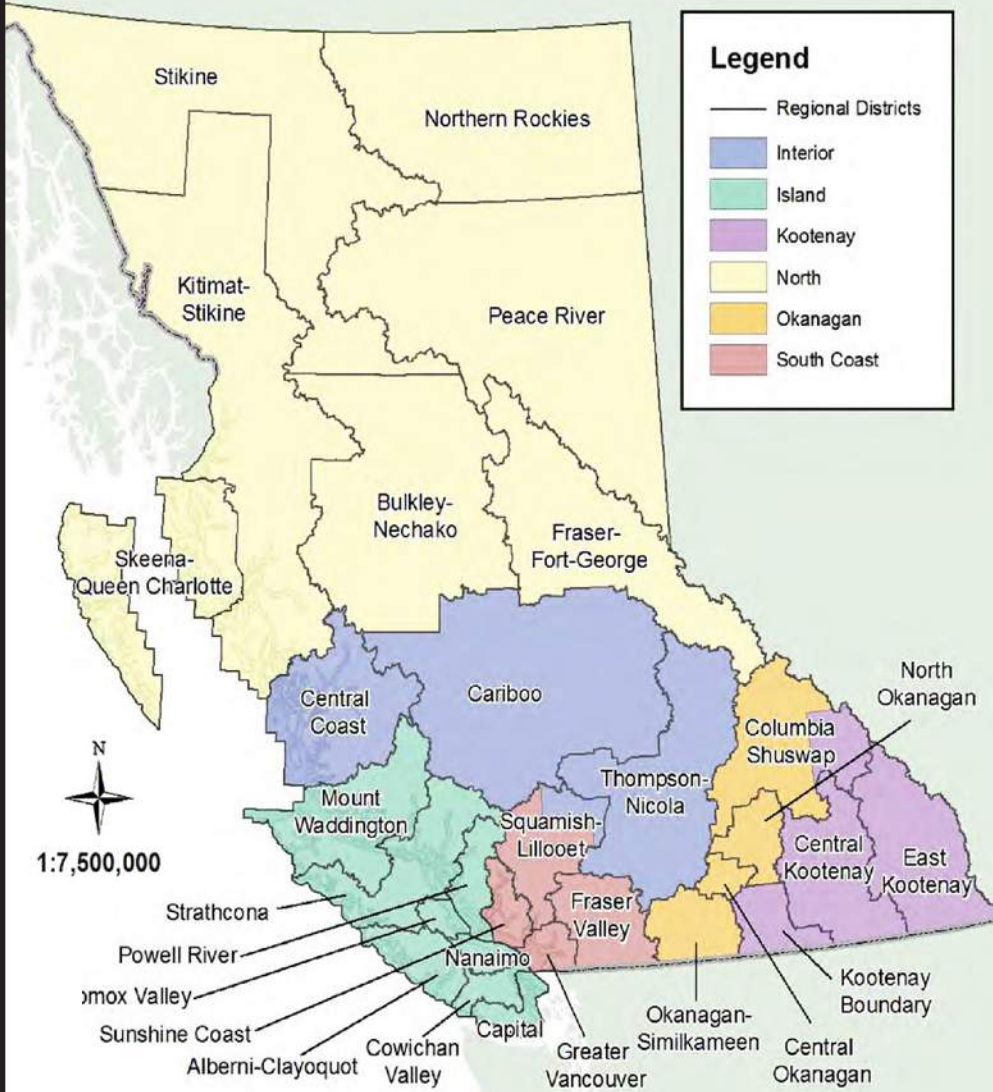 Legend
Regional Districts
Interior
Island
Kootenay
North
Okanagan
South Coast
Stikine
Northern Rockies
Kitimat-
Stikine
Peace River
Bulkley-
Nechako
Fraser-
Fort-George
Skeena-
Queen Charlotte
Central
Coast
Cariboo
North
Okanagan
Columbia
Shuswap
N
Mount
Waddington
Thompson-
Nicola
Squamish-
Lillooet
1:7,500,000
Central
Kootenay
East
Kootenay
Strathcona
Fraser
Valley
Powell River
Nanaimo
omox Valley
Kootenay
Boundary
Sunshine Coast
Capital
Okanagan-
Similkameen
Alberni-Clayoquot
Cowichan
Valley
Greater
Vancouver
Central
Okanagan